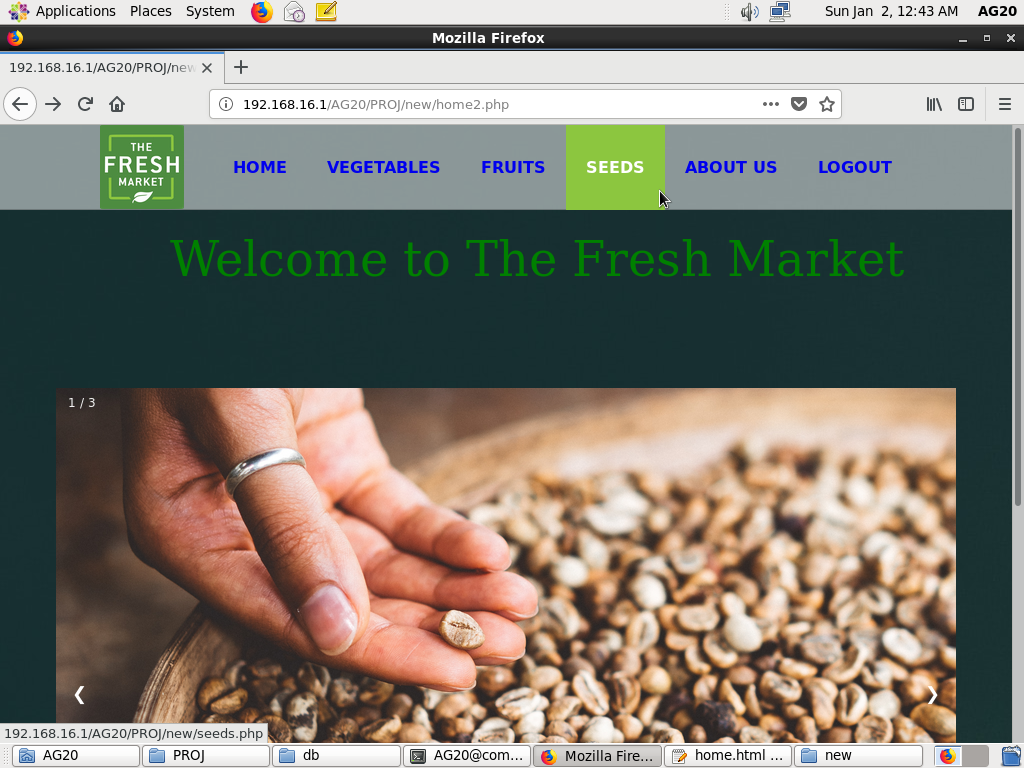 Applications Places System
Sun Jan 2, 12:43 AM AG20
Mozilla Firefox
192.168.16.1/AG20/PROJ/new
192.168.16.1/AG20/PROJ/new/home2.php
THE
FRESH
MARKET
HOME VEGETABLES FRUITS SEEDS ABOUT US LOGOUT
Welcome to The Fresh Market
1 / 3
❮ ❯
192.168.16.1/AG20/PROJ/new/seeds.php
AG20 PROJ db AG20@com... Mozilla Fire... home.html ... new